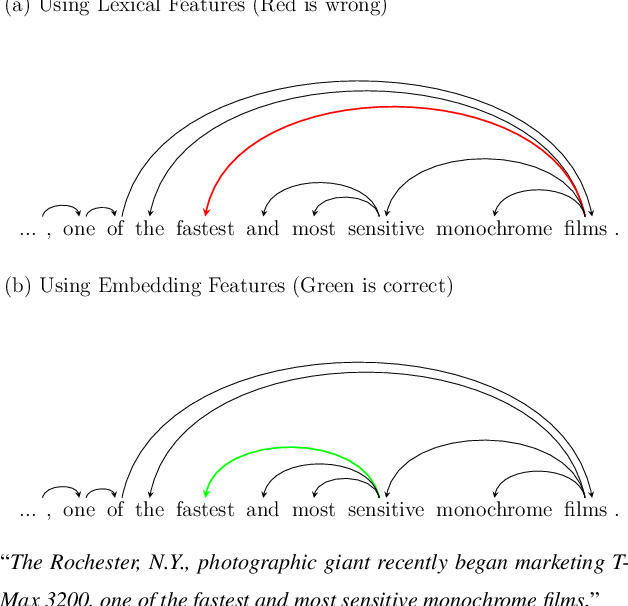 (a) Using Lexical Features (Red is wrong)
... , one of the fastest and most sensitive monochrome films .
(b) Using Embedding Features (Green is correct)
... , one of the fastest and most sensitive monochrome films .
“The Rochester, N.Y., photographic giant recently began marketing T-
Max 3200, one of the fastest and most sensitive monochrome films.”